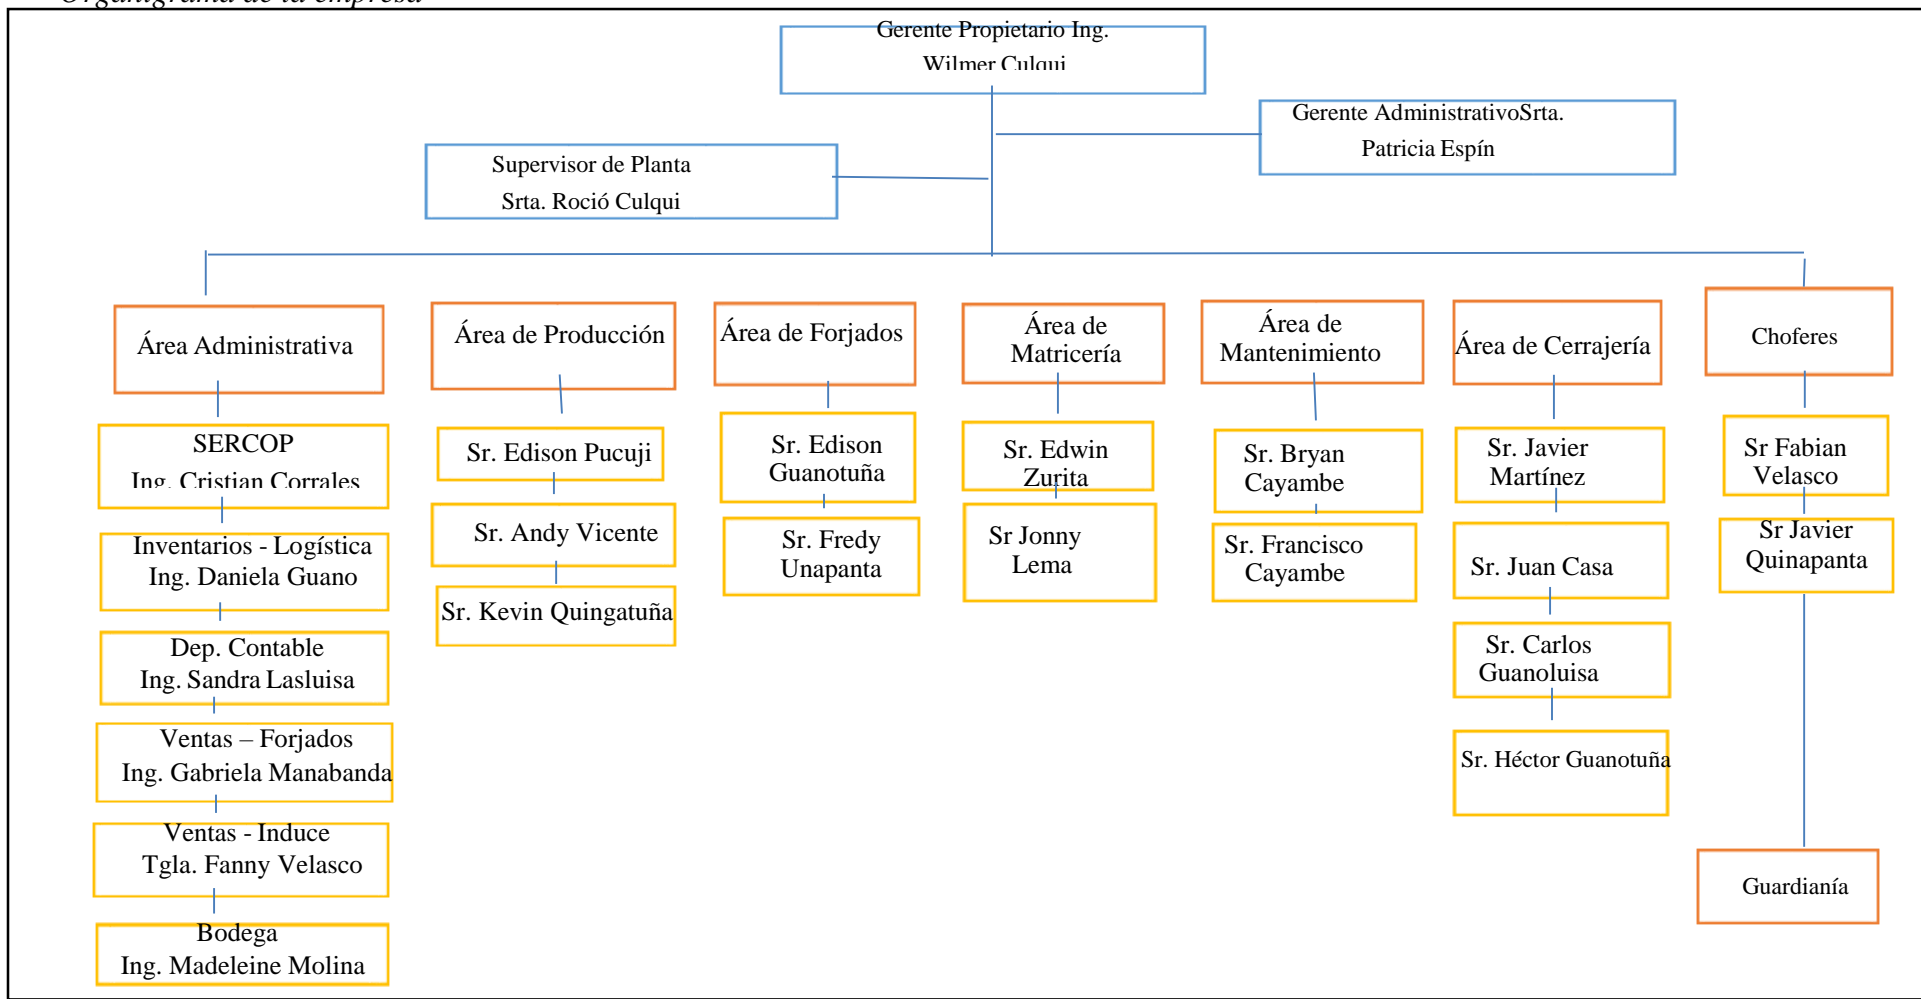 Organigrama de la empresa
Gerente Propietario Ing.
Wilmer Culqui
Gerente AdministrativoSrta.
Patricia Espín
Supervisor de Planta
Srta. Roció Culqui
Área Administrativa
SERCOP
Ing. Cristian Corrales
Inventarios - Logística
Ing. Daniela Guano
Dep. Contable
Ing. Sandra Lasluisa
Ventas – Forjados
Ing. Gabriela Manabanda
Ventas - Induce
Tgla. Fanny Velasco
Bodega
Ing. Madeleine Molina
Área de Producción
Sr. Edison Pucuji
Sr. Andy Vicente
Sr. Kevin Quingatuña
Área de Forjados
Sr. Edison
Guanotuña
Sr. Fredy
Unapanta
Área de
Matricería
Sr. Edwin
Zurita
Sr Jonny
Lema
Área de
Mantenimiento
Sr. Bryan
Cayambe
Sr. Francisco
Cayambe
Área de Cerrajería
Sr. Javier
Martínez
Sr. Juan Casa
Sr. Carlos
Guanoluisa
Sr. Héctor Guanotuña
Choferes
Sr Fabian
Velasco
Sr Javier
Quinapanta
Guardianía